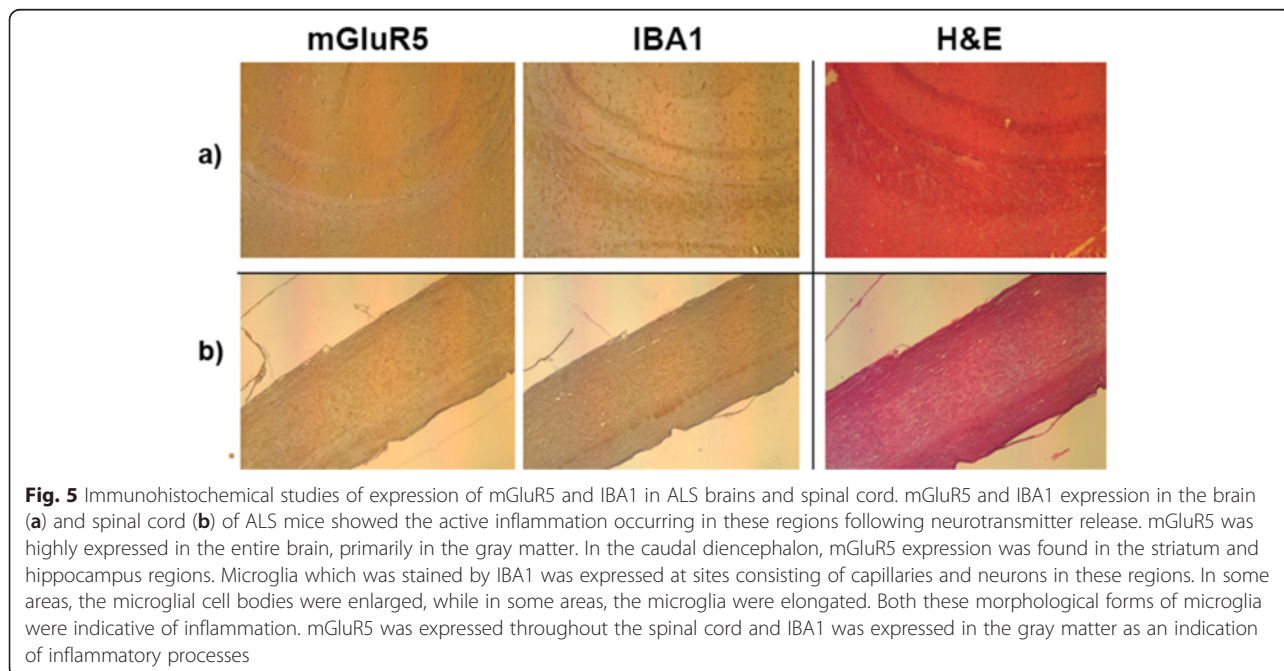 mGluR5 IBA1 H&E
a)
b)
Fig. 5 Immunohistochemical studies of expression of mGluR5 and IBA1 in ALS brains and spinal cord. mGluR5 and IBA1 expression in the brain
(a) and spinal cord (b) of ALS mice showed the active inflammation occurring in these regions following neurotransmitter release. mGluR5 was
highly expressed in the entire brain, primarily in the gray matter. In the caudal diencephalon, mGluR5 expression was found in the striatum and
hippocampus regions. Microglia which was stained by IBA1 was expressed at sites consisting of capillaries and neurons in these regions. In some
areas, the microglial cell bodies were enlarged, while in some areas, the microglia were elongated. Both these morphological forms of microglia
were indicative of inflammation. mGluR5 was expressed throughout the spinal cord and IBA1 was expressed in the gray matter as an indication
of inflammatory processes